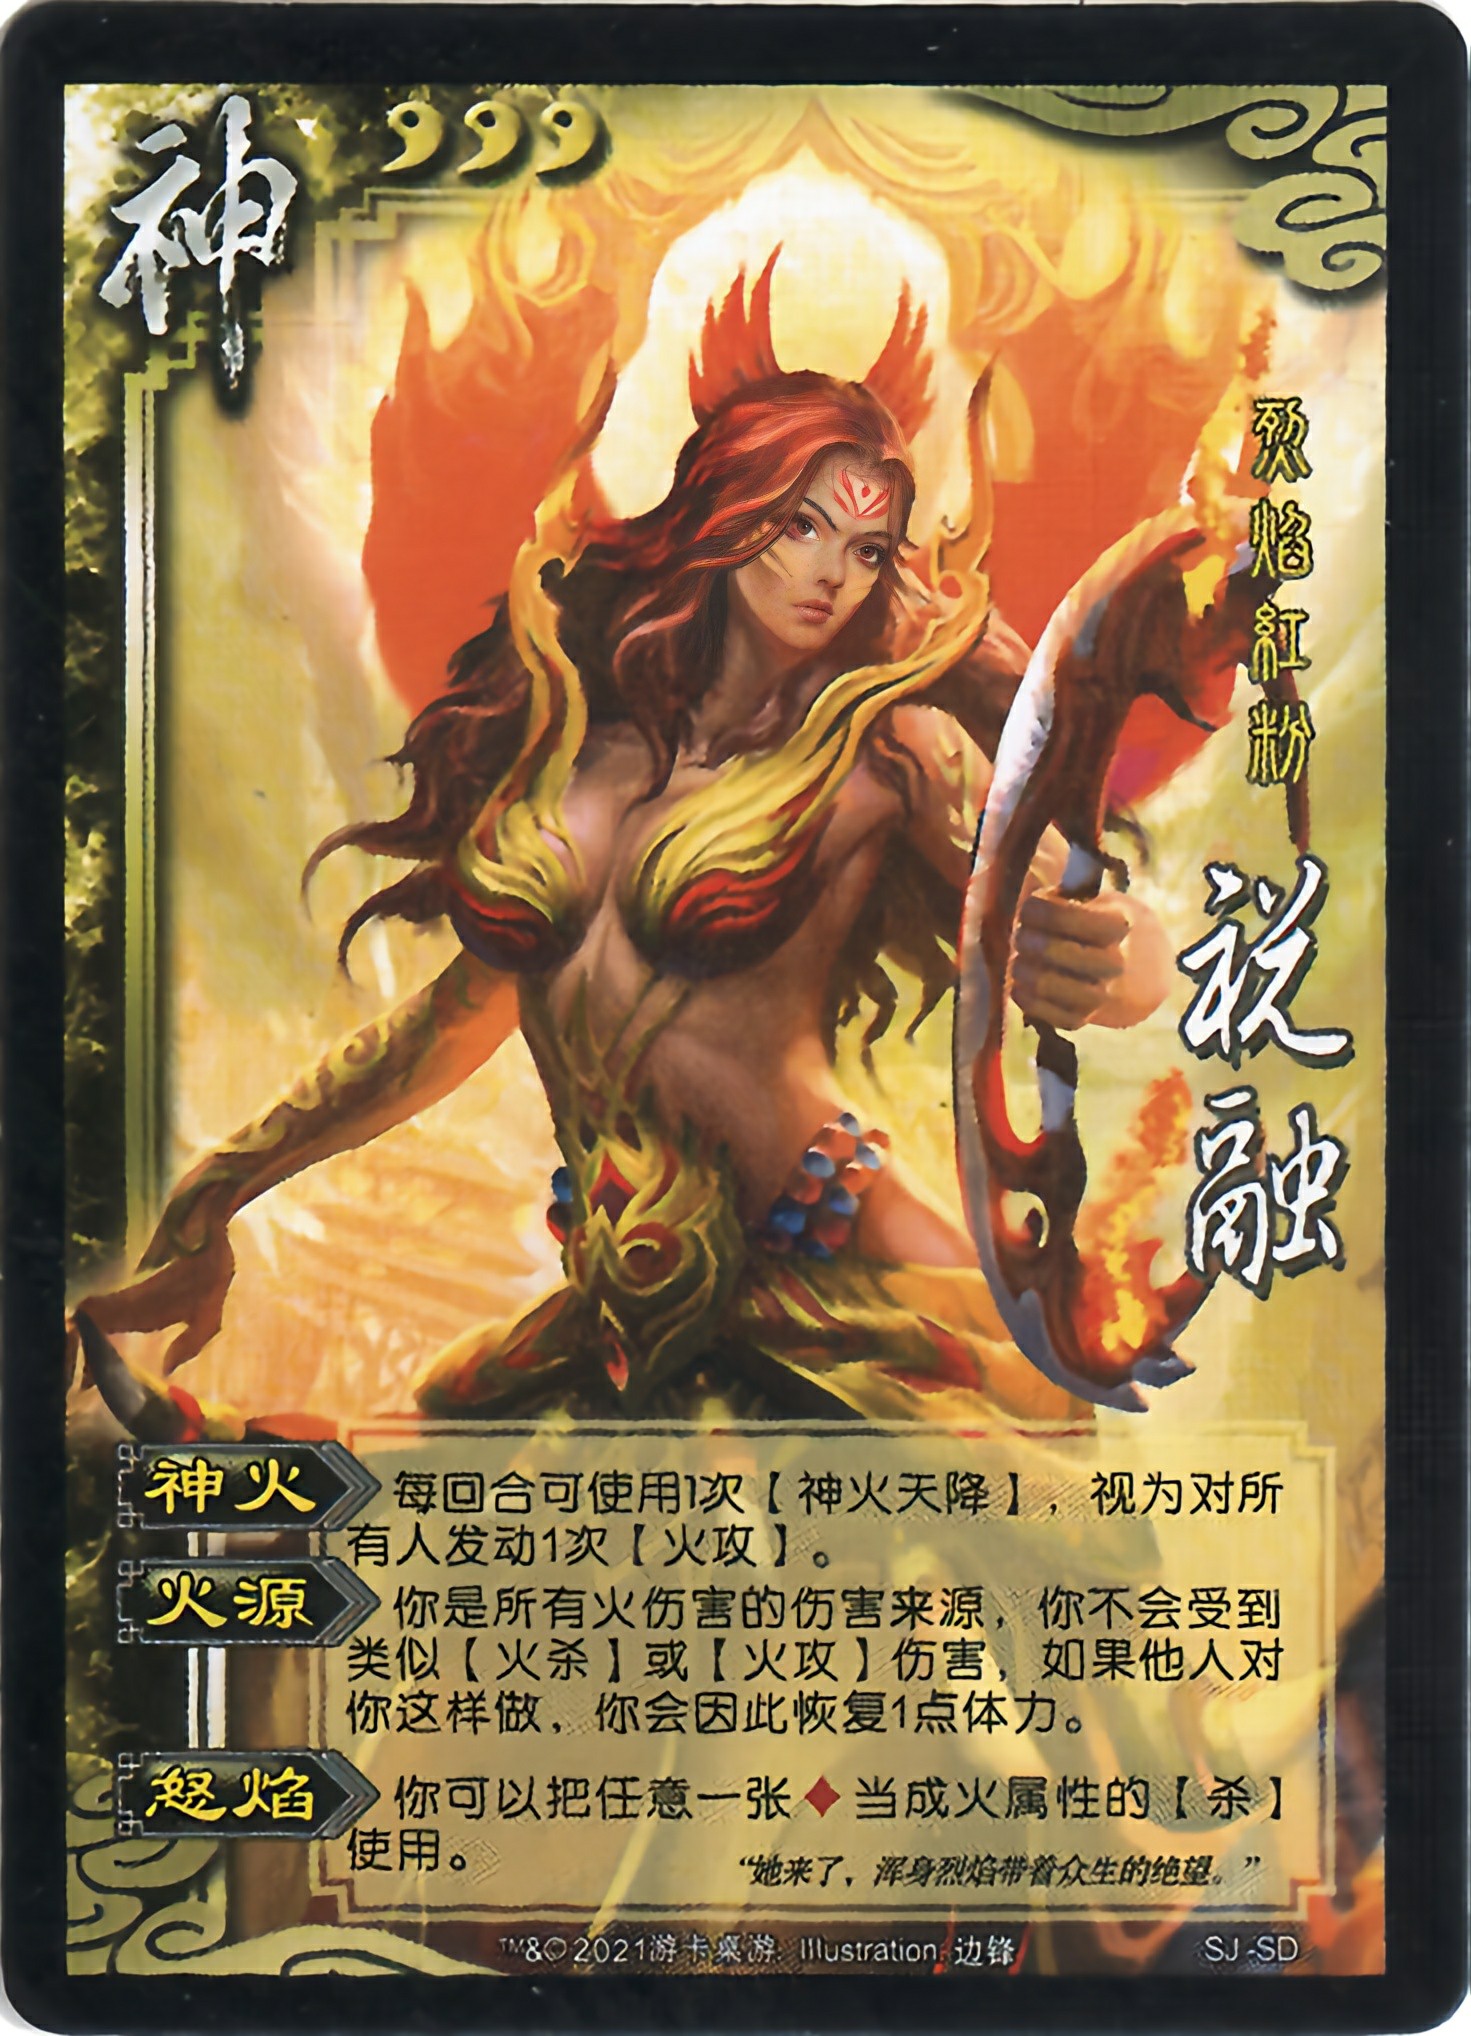 神
烈焰紅粉
祝融
神火
每回合可使用1次【神火天降】，视为对所
有人发动1次【火攻】。
火源
你是所有火伤害的伤害来源，你不会受到
类似【火杀】或【火攻】伤害，如果他人对
你这样做，你会因此恢复1点体力。
怒焰
你可以把任意一张♦当成火属性的【杀】
使用。
“她来了，浑身烈焰带着众生的绝望。”
™&©2021游卡桌游. Illustration. 边锋
SJ-SD